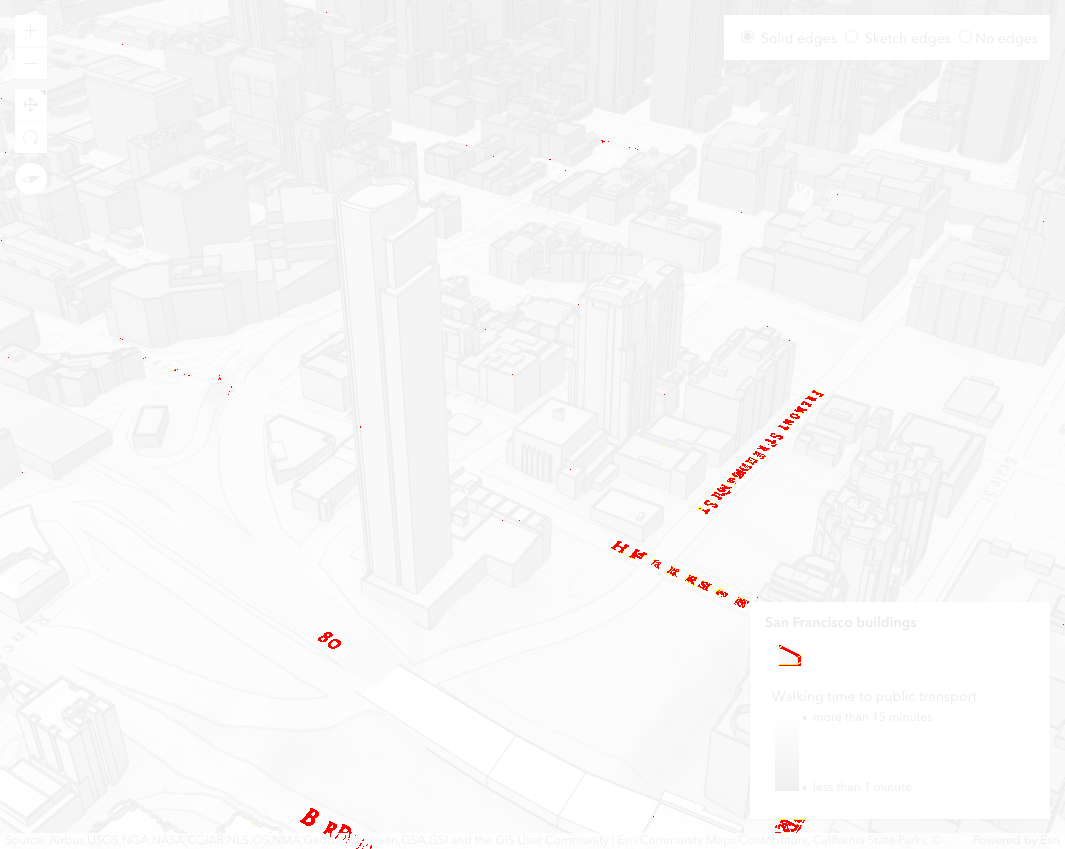 Solid edges Sketch edges No edges
FREMONT ST
80
San Francisco buildings
Walking time to public transport
more than 15 minutes
less than 1 minute
Source: Airbus,USGS,NGA,NASA,CGIAR,NLS,OS,NMA,GSA,GSI and the GIS User Community | Esri Community Maps Contributors, California State Parks, ©
Powered by Esri